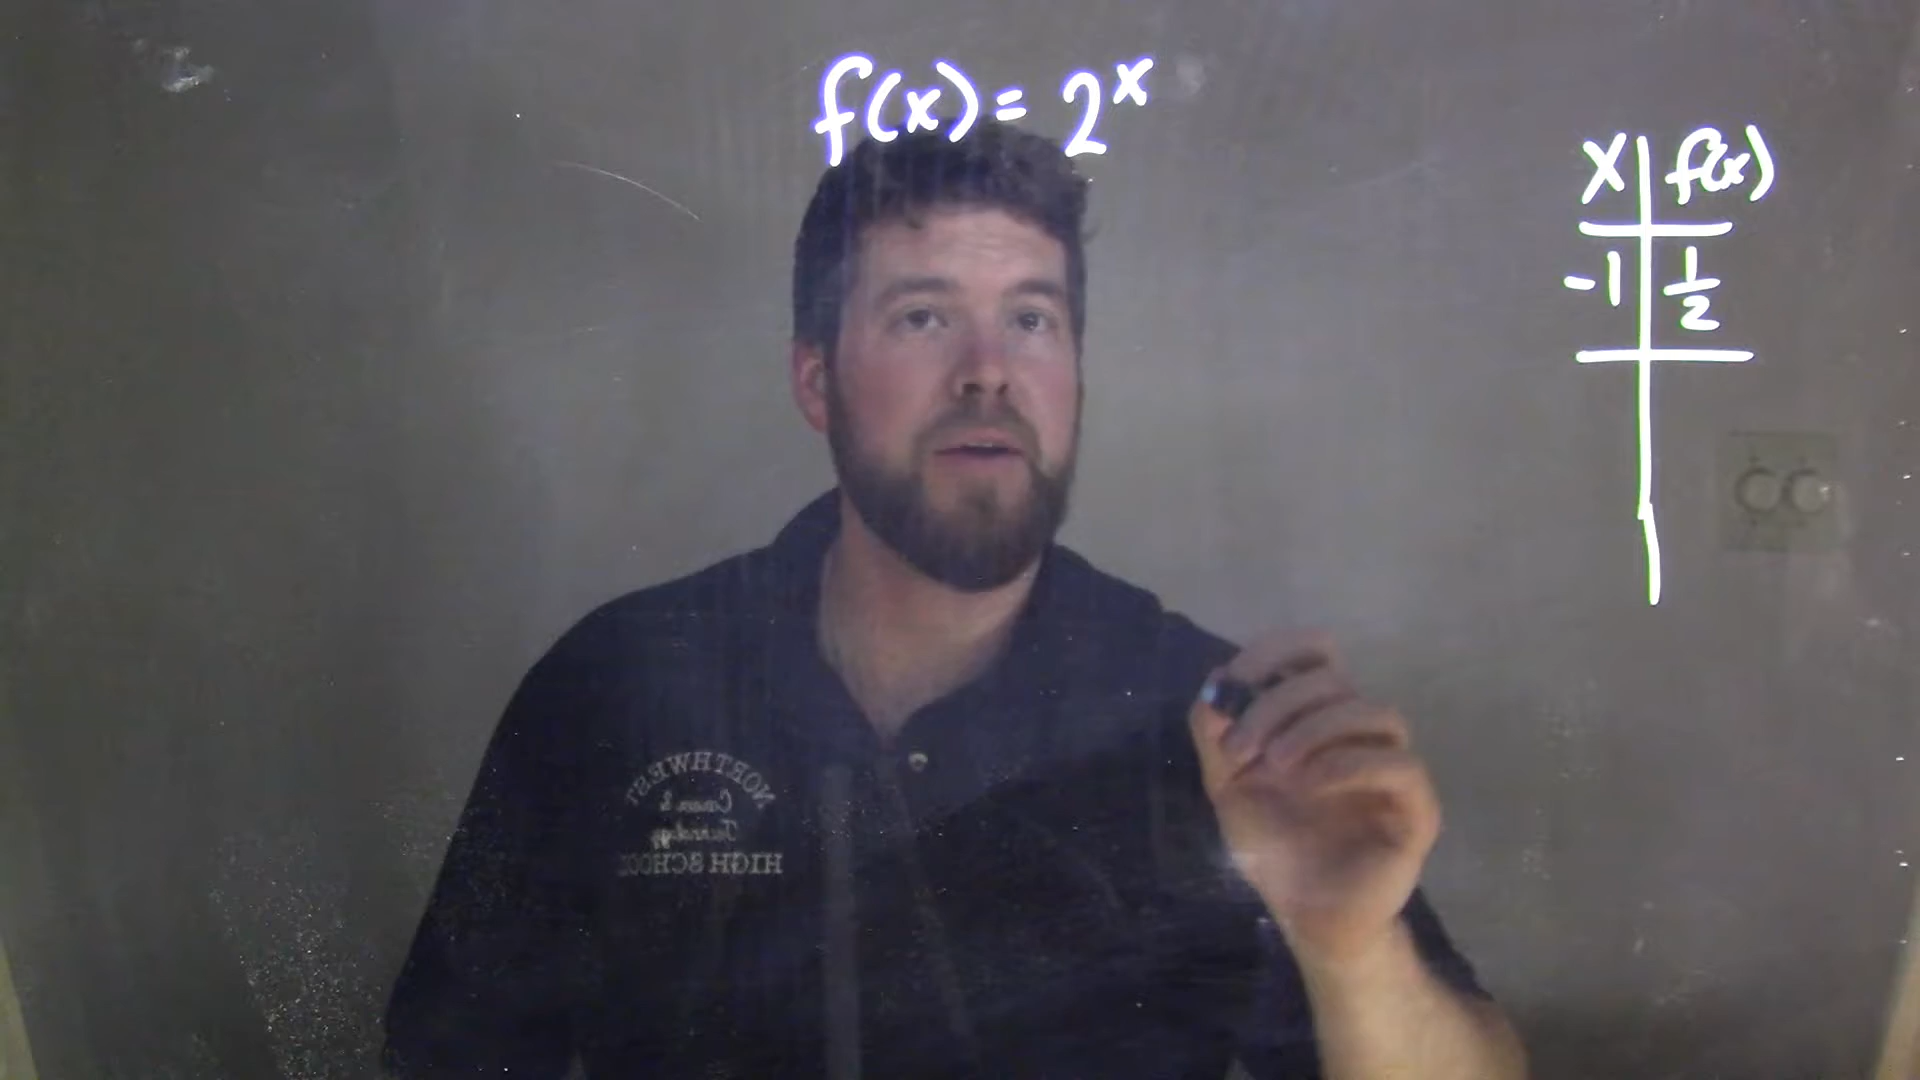 f(x) = 2^x
x f(x)
-1 1/2
NORTHWEST
HIGH SCHOOL